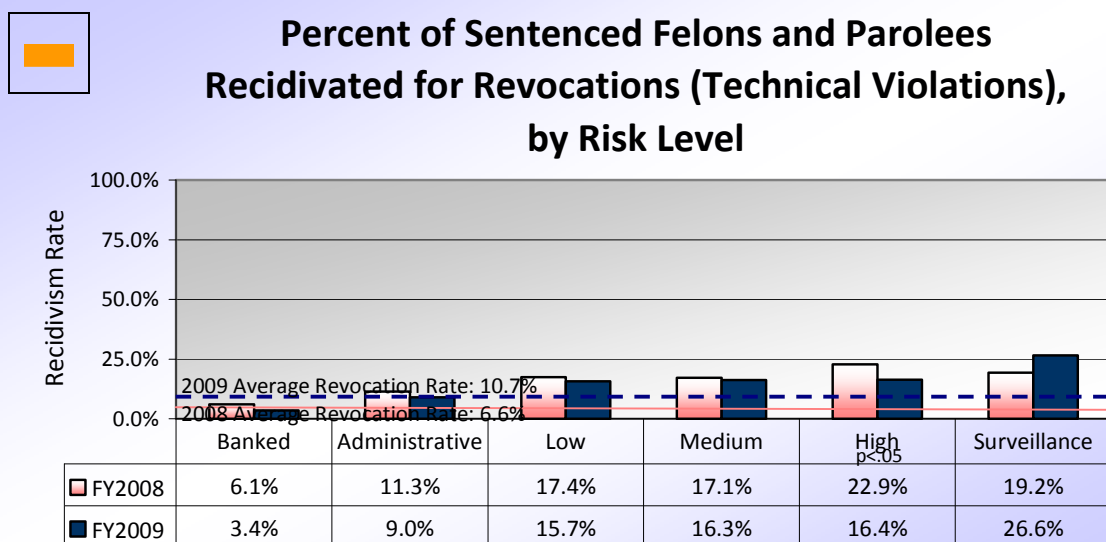 Percent of Sentenced Felons and Parolees
Recidivated for Revocations (Technical Violations),
by Risk Level
Recidivism Rate
100.0%
75.0%
50.0%
25.0%
0.0%
2009 Average Revocation Rate: 10.7%
2008 Average Revocation Rate: 6.6%
Banked Administrative Low Medium High Surveillance
p<.05
FY2008 6.1% 11.3% 17.4% 17.1% 22.9% 19.2%
FY2009 3.4% 9.0% 15.7% 16.3% 16.4% 26.6%